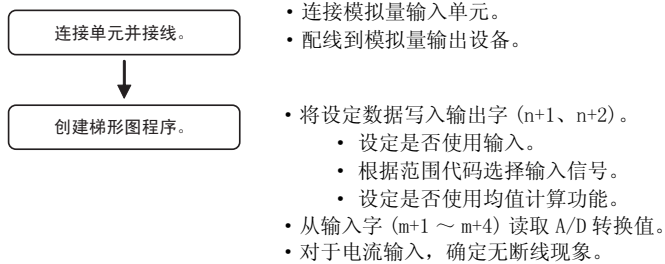 连接单元并接线。
・连接模拟量输入单元。
・配线到模拟量输出设备。
创建梯形图程序。
・将设定数据写入输出字 (n+1、n+2)。
・ 设定是否使用输入。
・ 根据范围代码选择输入信号。
・ 设定是否使用均值计算功能。
・从输入字 (m+1 ～ m+4) 读取 A/D 转换值。
・对于电流输入，确定无断线现象。